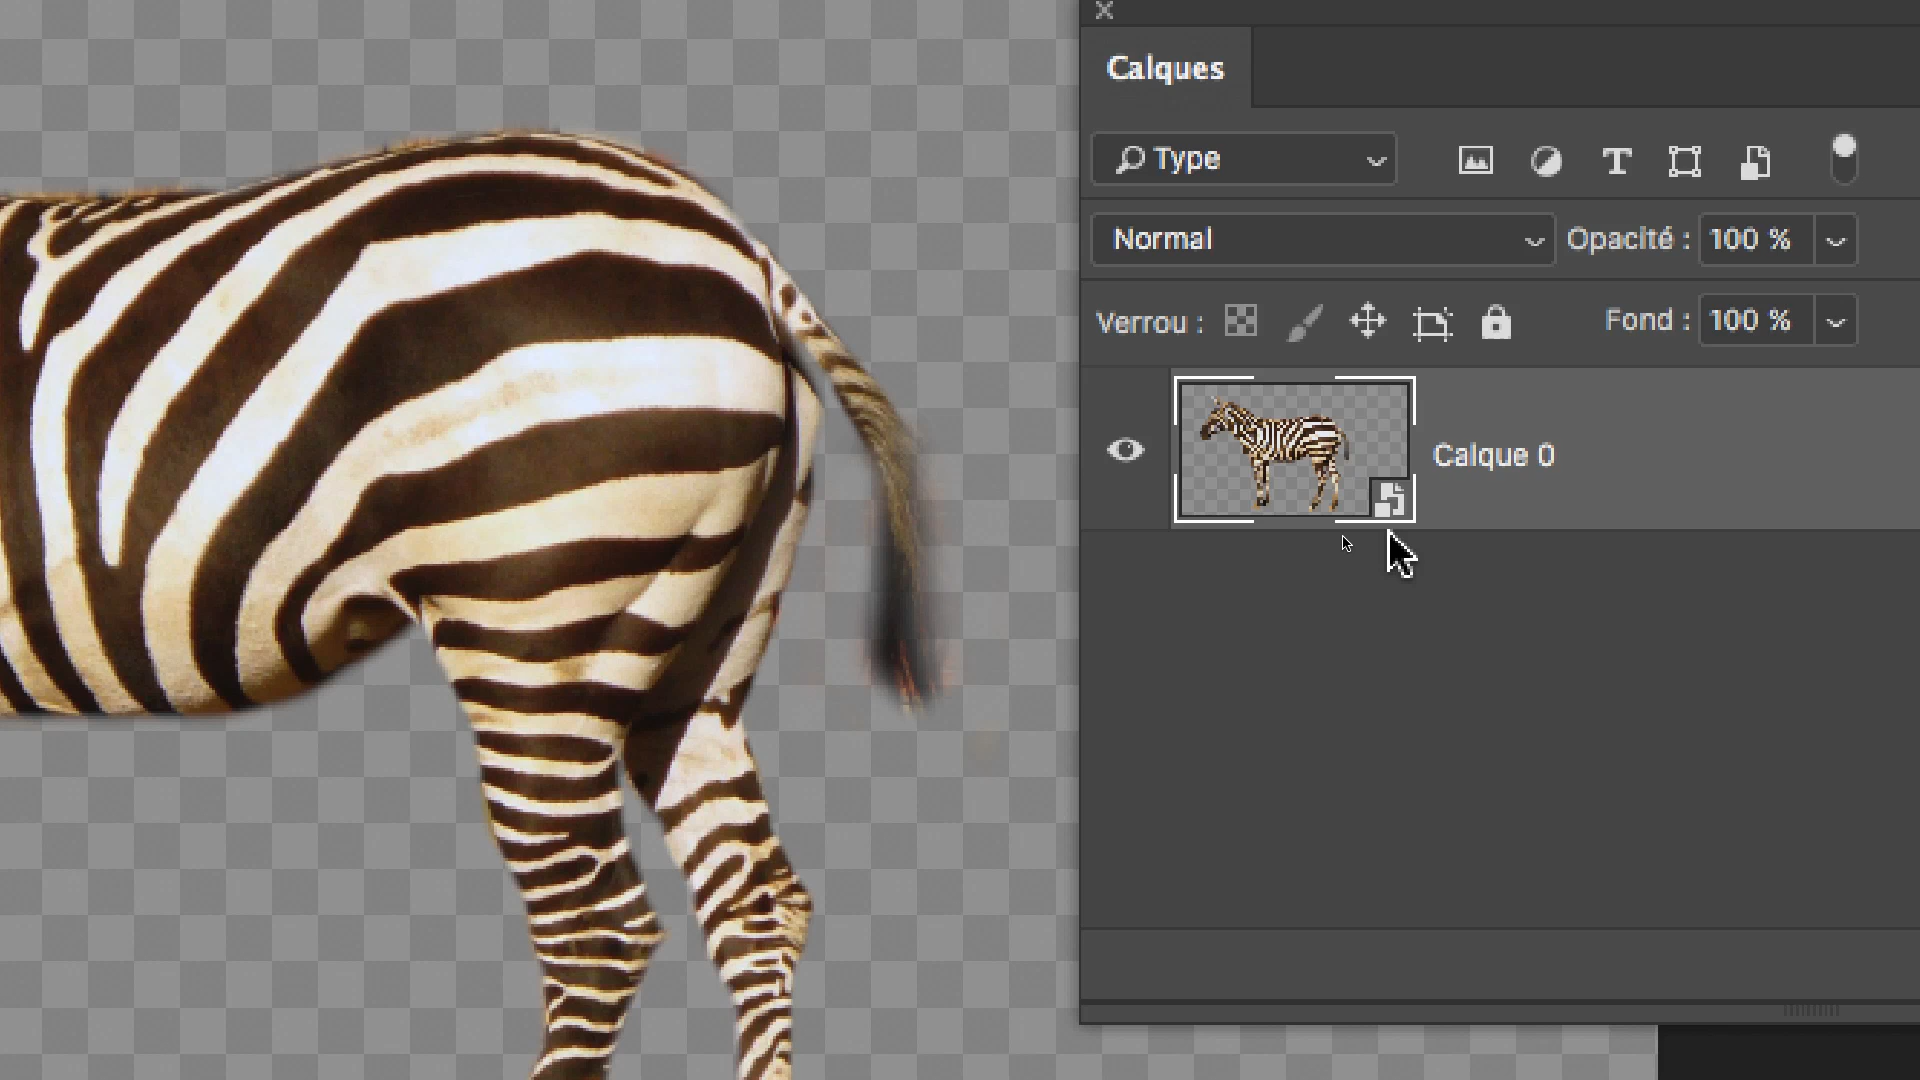 Calques
Type
Normal
Opacité : 100 %
Verrou :
Fond : 100 %
Calque 0